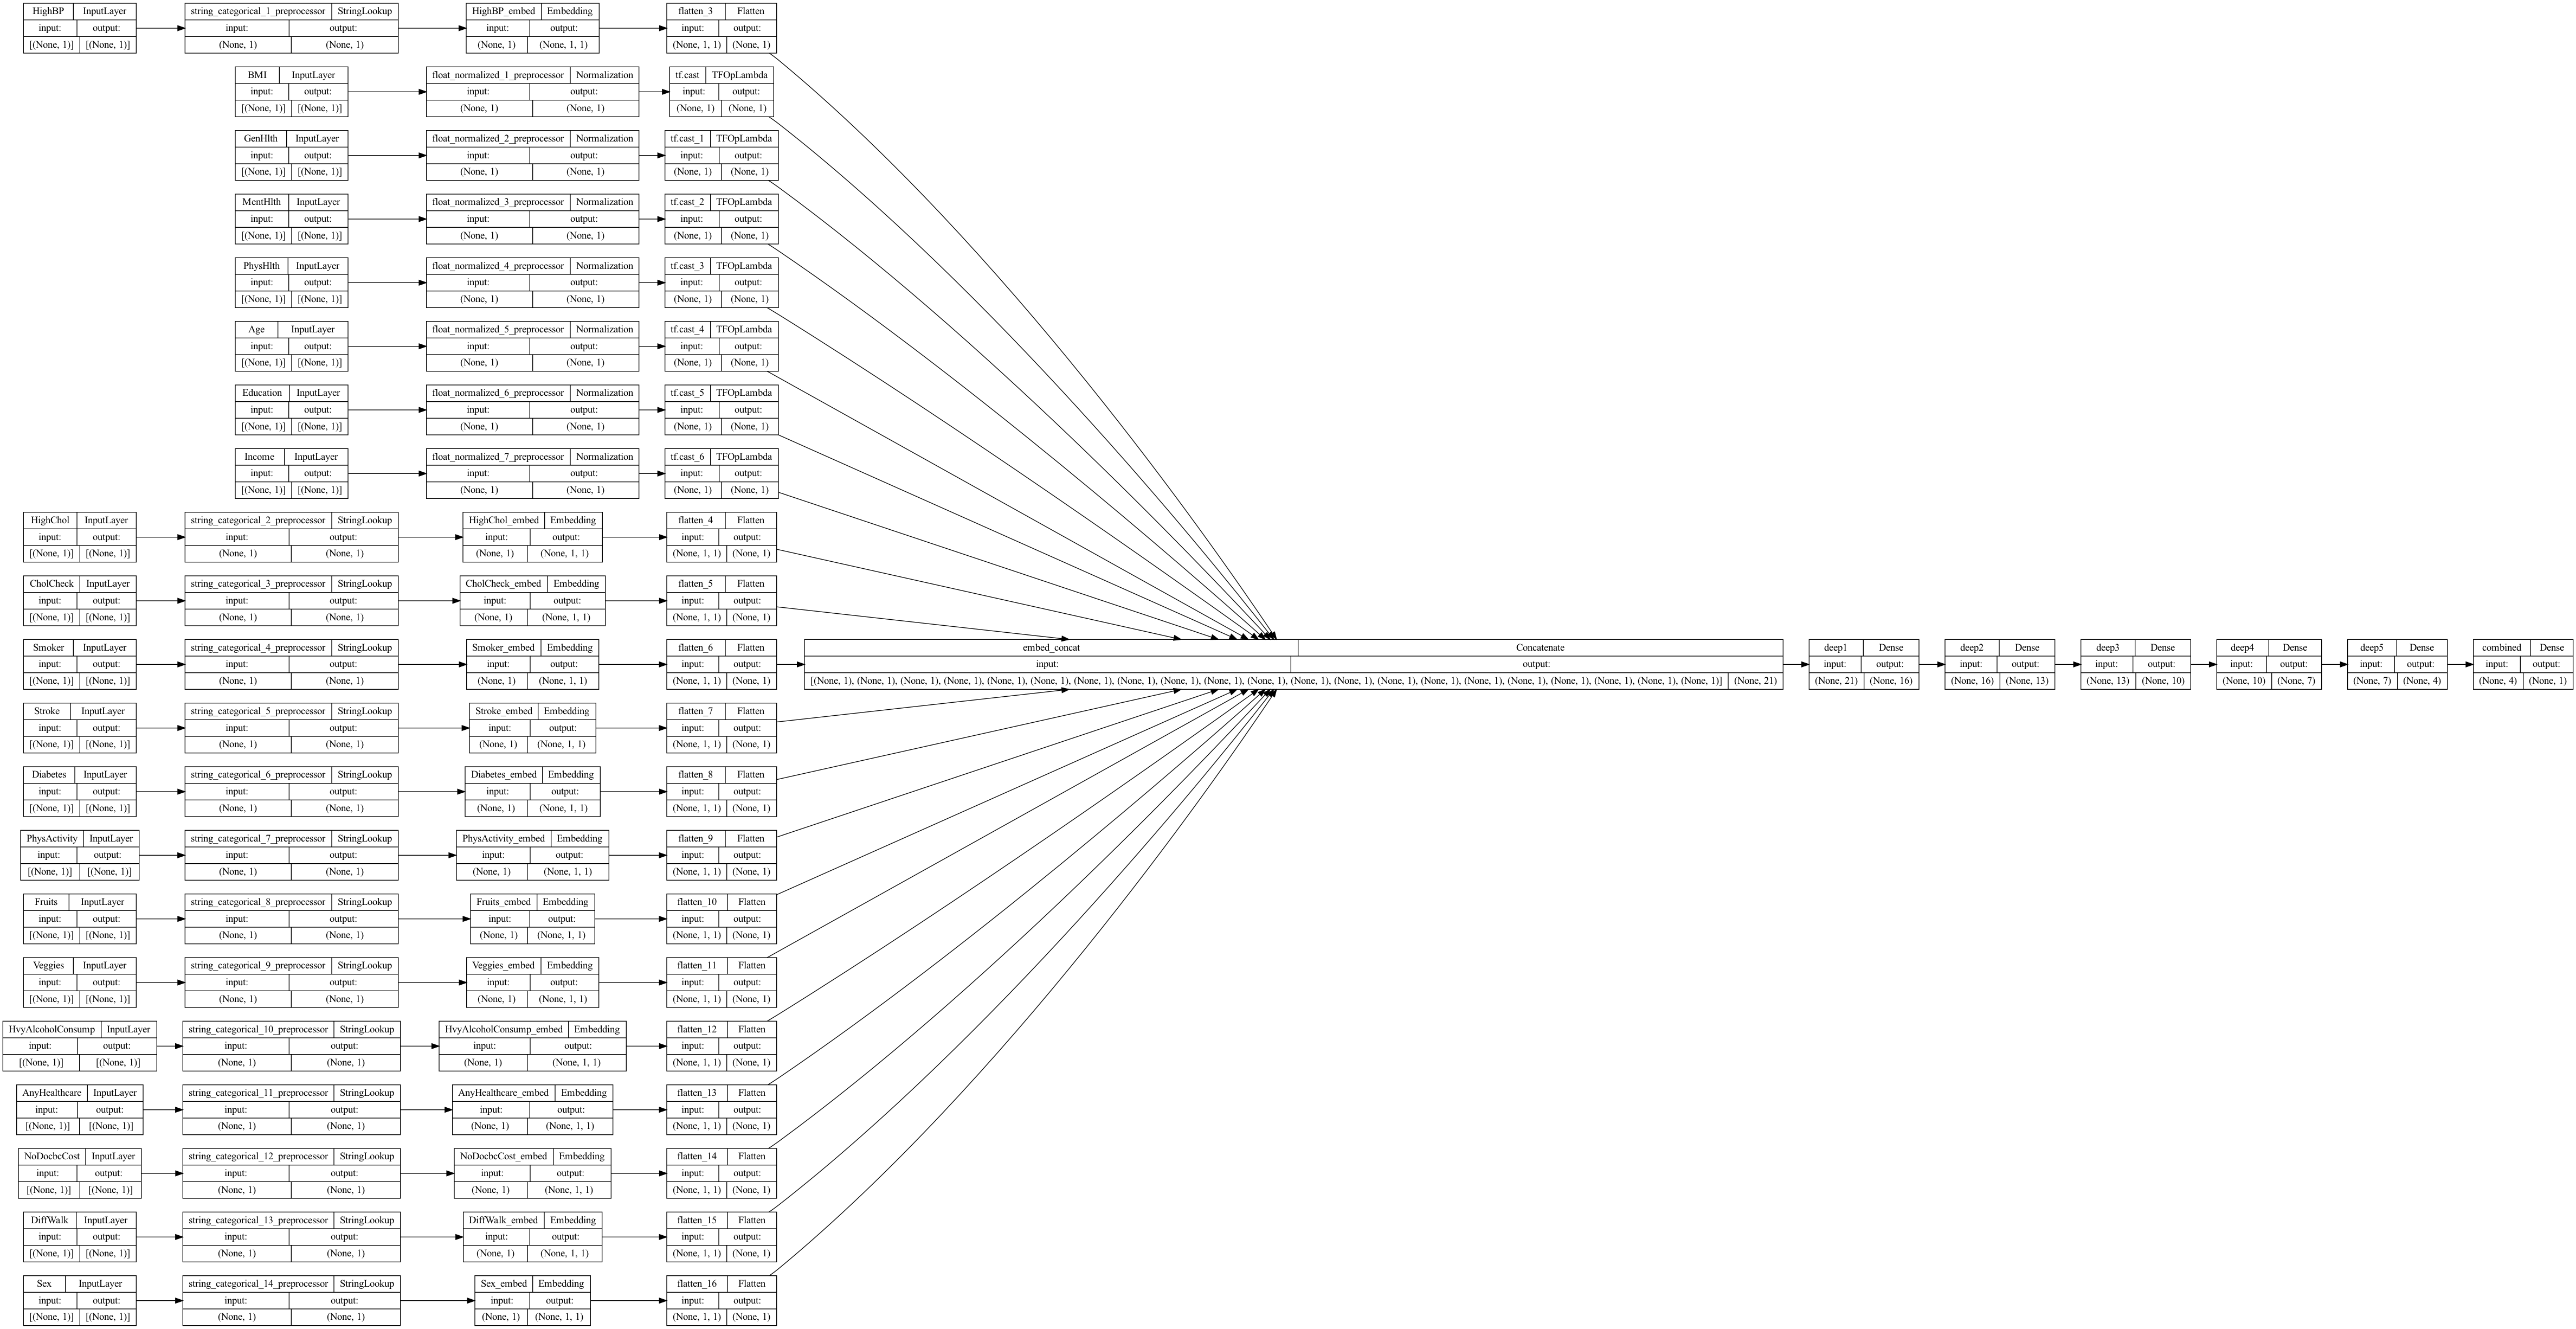 HighBP InputLayer
input: output:
[(None, 1)] [(None, 1)]
string_categorical_1_preprocessor StringLookup
input: output:
(None, 1) (None, 1)
HighBP_embed Embedding
input: output:
(None, 1) (None, 1, 1)
flatten_3 Flatten
input: output:
(None, 1, 1) (None, 1)
BMI InputLayer
input: output:
[(None, 1)] [(None, 1)]
float_normalized_1_preprocessor Normalization
input: output:
(None, 1) (None, 1)
tf.cast TFOpLambda
input: output:
(None, 1) (None, 1)
GenHlth InputLayer
input: output:
[(None, 1)] [(None, 1)]
float_normalized_2_preprocessor Normalization
input: output:
(None, 1) (None, 1)
tf.cast_1 TFOpLambda
input: output:
(None, 1) (None, 1)
MentHlth InputLayer
input: output:
[(None, 1)] [(None, 1)]
float_normalized_3_preprocessor Normalization
input: output:
(None, 1) (None, 1)
tf.cast_2 TFOpLambda
input: output:
(None, 1) (None, 1)
PhysHlth InputLayer
input: output:
[(None, 1)] [(None, 1)]
float_normalized_4_preprocessor Normalization
input: output:
(None, 1) (None, 1)
tf.cast_3 TFOpLambda
input: output:
(None, 1) (None, 1)
Age InputLayer
input: output:
[(None, 1)] [(None, 1)]
float_normalized_5_preprocessor Normalization
input: output:
(None, 1) (None, 1)
tf.cast_4 TFOpLambda
input: output:
(None, 1) (None, 1)
Education InputLayer
input: output:
[(None, 1)] [(None, 1)]
float_normalized_6_preprocessor Normalization
input: output:
(None, 1) (None, 1)
tf.cast_5 TFOpLambda
input: output:
(None, 1) (None, 1)
Income InputLayer
input: output:
[(None, 1)] [(None, 1)]
float_normalized_7_preprocessor Normalization
input: output:
(None, 1) (None, 1)
tf.cast_6 TFOpLambda
input: output:
(None, 1) (None, 1)
HighChol InputLayer
input: output:
[(None, 1)] [(None, 1)]
string_categorical_2_preprocessor StringLookup
input: output:
(None, 1) (None, 1)
HighChol_embed Embedding
input: output:
(None, 1) (None, 1, 1)
flatten_4 Flatten
input: output:
(None, 1, 1) (None, 1)
CholCheck InputLayer
input: output:
[(None, 1)] [(None, 1)]
string_categorical_3_preprocessor StringLookup
input: output:
(None, 1) (None, 1)
CholCheck_embed Embedding
input: output:
(None, 1) (None, 1, 1)
flatten_5 Flatten
input: output:
(None, 1, 1) (None, 1)
Smoker InputLayer
input: output:
[(None, 1)] [(None, 1)]
string_categorical_4_preprocessor StringLookup
input: output:
(None, 1) (None, 1)
Smoker_embed Embedding
input: output:
(None, 1) (None, 1, 1)
flatten_6 Flatten
input: output:
(None, 1, 1) (None, 1)
embed_concat Concatenate
input: output:
[(None, 1), (None, 1), (None, 1), (None, 1), (None, 1), (None, 1), (None, 1), (None, 1), (None, 1), (None, 1), (None, 1), (None, 1), (None, 1), (None, 1), (None, 1), (None, 1), (None, 1), (None, 1), (None, 1), (None, 1), (None, 1)] (None, 21)
deep1 Dense
input: output:
(None, 21) (None, 16)
deep2 Dense
input: output:
(None, 16) (None, 13)
deep3 Dense
input: output:
(None, 13) (None, 10)
deep4 Dense
input: output:
(None, 10) (None, 7)
deep5 Dense
input: output:
(None, 7) (None, 4)
combined Dense
input: output:
(None, 4) (None, 1)
Stroke InputLayer
input: output:
[(None, 1)] [(None, 1)]
string_categorical_5_preprocessor StringLookup
input: output:
(None, 1) (None, 1)
Stroke_embed Embedding
input: output:
(None, 1) (None, 1, 1)
flatten_7 Flatten
input: output:
(None, 1, 1) (None, 1)
Diabetes InputLayer
input: output:
[(None, 1)] [(None, 1)]
string_categorical_6_preprocessor StringLookup
input: output:
(None, 1) (None, 1)
Diabetes_embed Embedding
input: output:
(None, 1) (None, 1, 1)
flatten_8 Flatten
input: output:
(None, 1, 1) (None, 1)
PhysActivity InputLayer
input: output:
[(None, 1)] [(None, 1)]
string_categorical_7_preprocessor StringLookup
input: output:
(None, 1) (None, 1)
PhysActivity_embed Embedding
input: output:
(None, 1) (None, 1, 1)
flatten_9 Flatten
input: output:
(None, 1, 1) (None, 1)
Fruits InputLayer
input: output:
[(None, 1)] [(None, 1)]
string_categorical_8_preprocessor StringLookup
input: output:
(None, 1) (None, 1)
Fruits_embed Embedding
input: output:
(None, 1) (None, 1, 1)
flatten_10 Flatten
input: output:
(None, 1, 1) (None, 1)
Veggies InputLayer
input: output:
[(None, 1)] [(None, 1)]
string_categorical_9_preprocessor StringLookup
input: output:
(None, 1) (None, 1)
Veggies_embed Embedding
input: output:
(None, 1) (None, 1, 1)
flatten_11 Flatten
input: output:
(None, 1, 1) (None, 1)
HvyAlcoholConsump InputLayer
input: output:
[(None, 1)] [(None, 1)]
string_categorical_10_preprocessor StringLookup
input: output:
(None, 1) (None, 1)
HvyAlcoholConsump_embed Embedding
input: output:
(None, 1) (None, 1, 1)
flatten_12 Flatten
input: output:
(None, 1, 1) (None, 1)
AnyHealthcare InputLayer
input: output:
[(None, 1)] [(None, 1)]
string_categorical_11_preprocessor StringLookup
input: output:
(None, 1) (None, 1)
AnyHealthcare_embed Embedding
input: output:
(None, 1) (None, 1, 1)
flatten_13 Flatten
input: output:
(None, 1, 1) (None, 1)
NoDocbcCost InputLayer
input: output:
[(None, 1)] [(None, 1)]
string_categorical_12_preprocessor StringLookup
input: output:
(None, 1) (None, 1)
NoDocbcCost_embed Embedding
input: output:
(None, 1) (None, 1, 1)
flatten_14 Flatten
input: output:
(None, 1, 1) (None, 1)
DiffWalk InputLayer
input: output:
[(None, 1)] [(None, 1)]
string_categorical_13_preprocessor StringLookup
input: output:
(None, 1) (None, 1)
DiffWalk_embed Embedding
input: output:
(None, 1) (None, 1, 1)
flatten_15 Flatten
input: output:
(None, 1, 1) (None, 1)
Sex InputLayer
input: output:
[(None, 1)] [(None, 1)]
string_categorical_14_preprocessor StringLookup
input: output:
(None, 1) (None, 1)
Sex_embed Embedding
input: output:
(None, 1) (None, 1, 1)
flatten_16 Flatten
input: output:
(None, 1, 1) (None, 1)